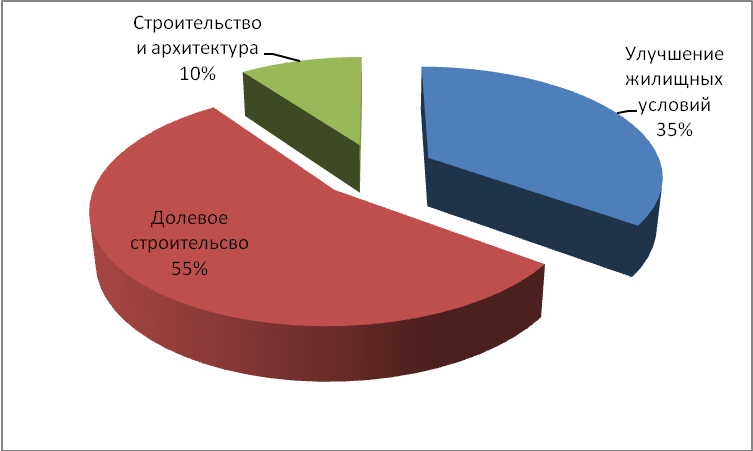 Строительство
и архитектура
10%
Улучшение
жилищных
условий
35%
Долевое
строительсво
55%